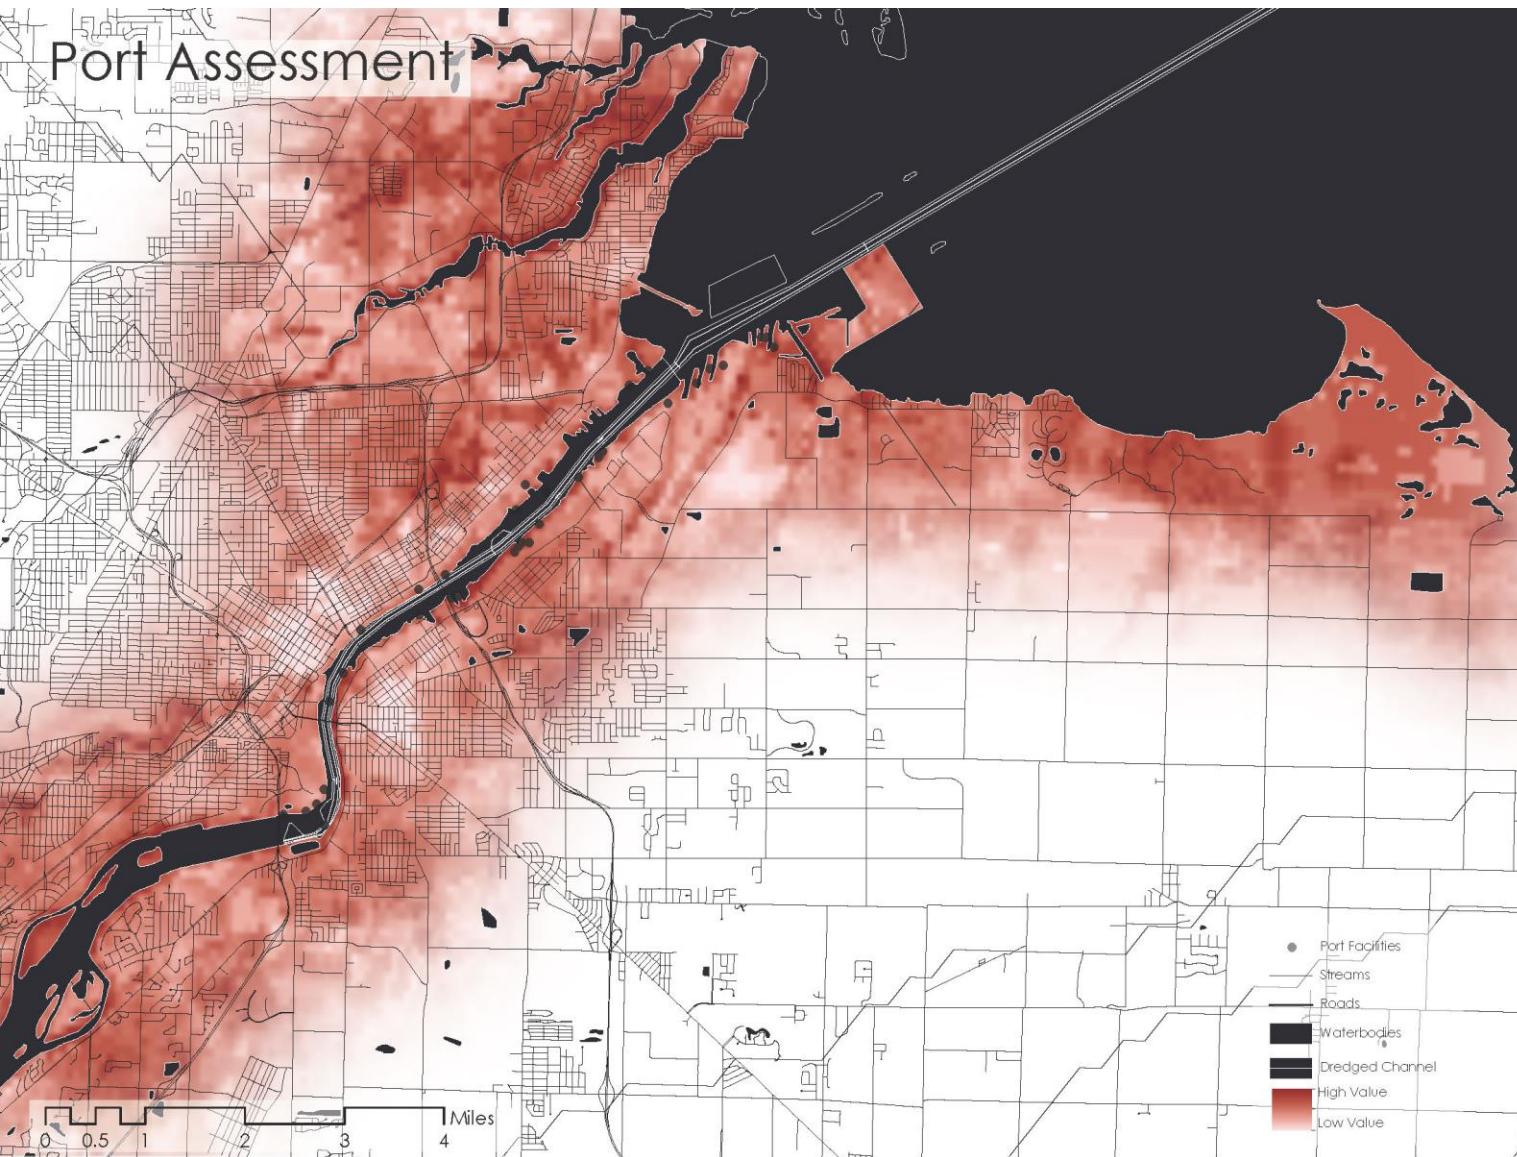 Port Assessment
Port Facilities
Streams
Roads
Waterbodies
Dredged Channel
High Value
Low Value
Miles
0 0.5 1 2 3 4